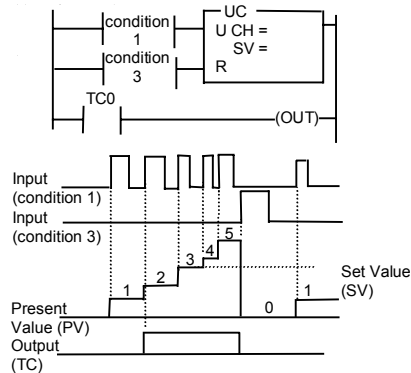 UC
condition
1
U CH =
SV =
condition
3
R
TC0
(OUT)
Input
(condition 1)
Input
(condition 3)
5
4
3
2
1
Set Value
(SV)
1
0
Present
Value (PV)
Output
(TC)